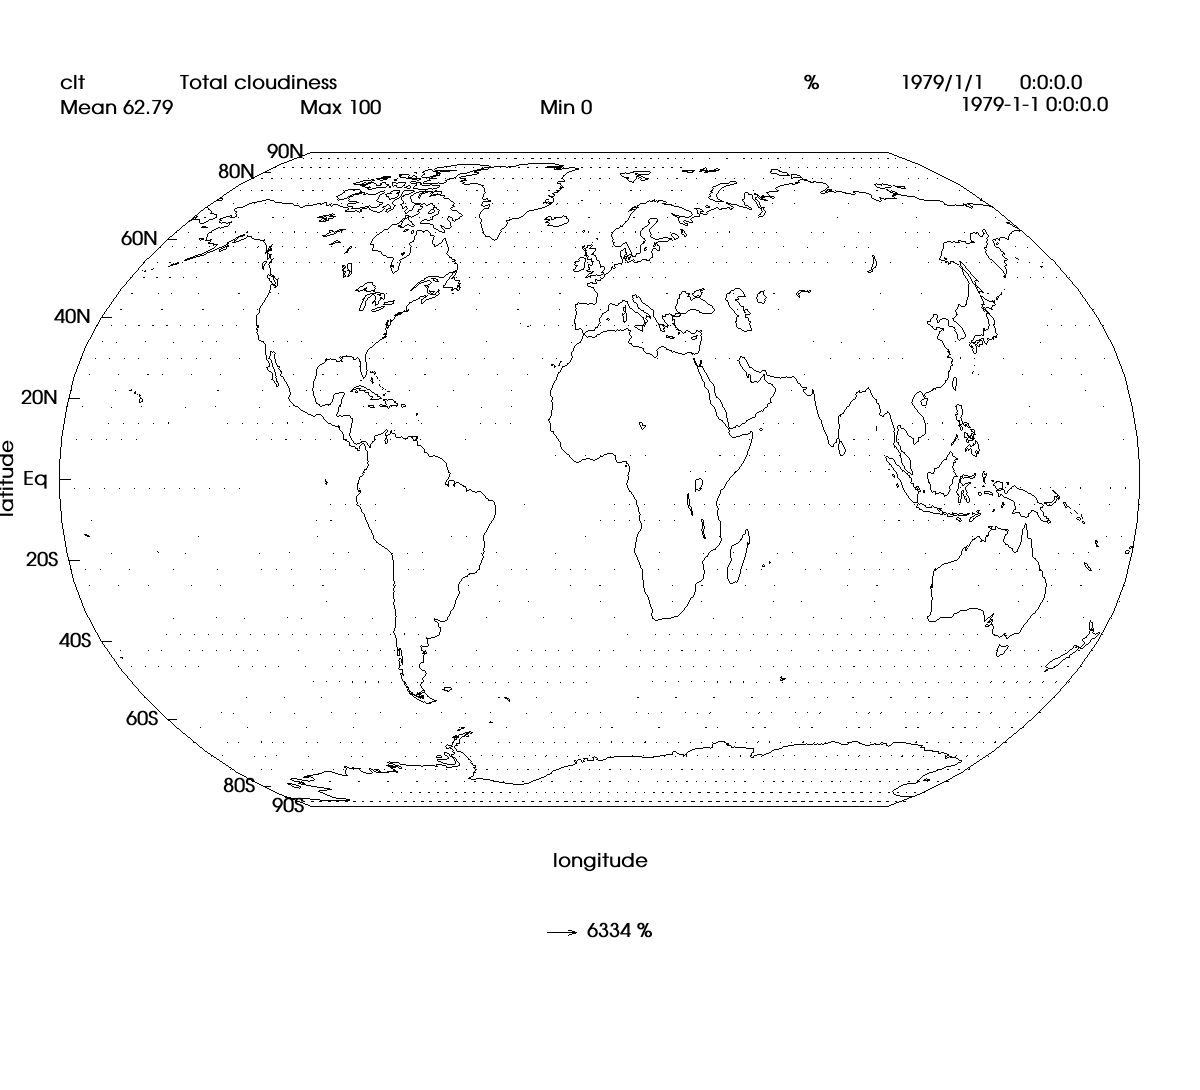 clt Total cloudiness % 1979/1/1 0:0:0.0
Mean 62.79 Max 100 Min 0 1979-1-1 0:0:0.0
90N
80N
60N
40N
20N
latitude
Eq
20S
40S
60S
80S
90S
longitude
6334 %